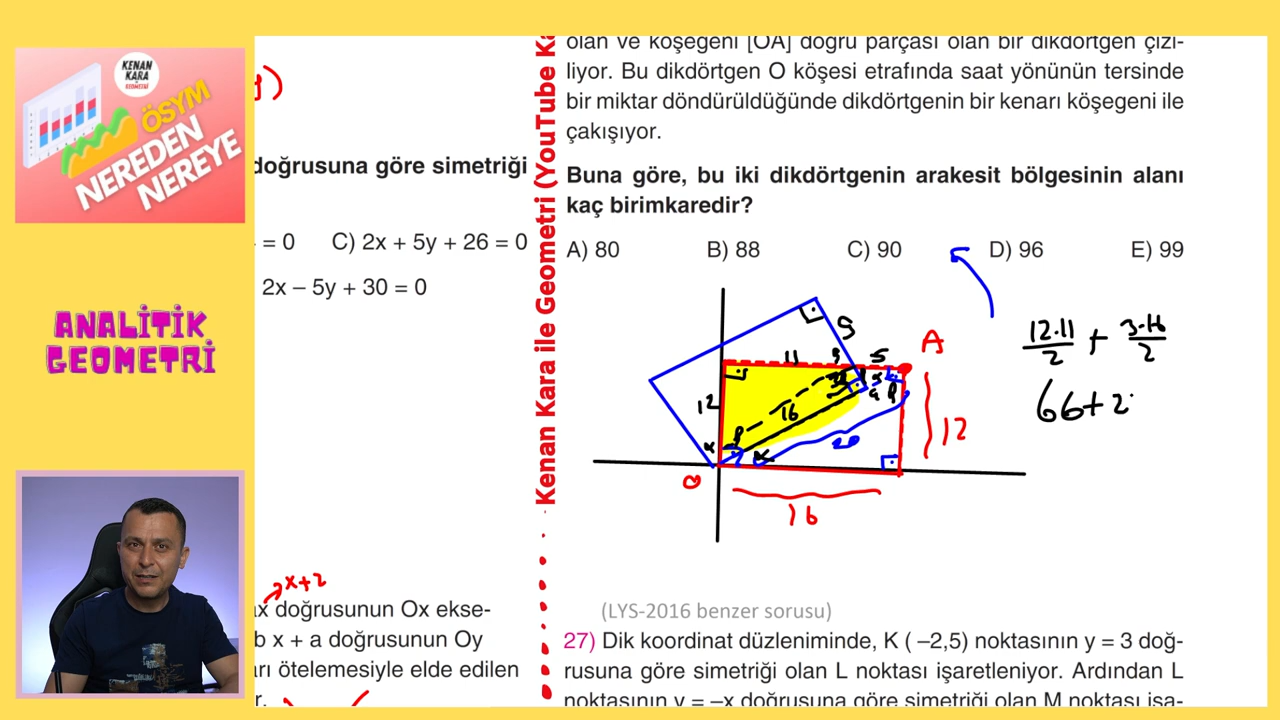 KENAN
KARA
GEOMETRİ
ÖSYM
NEREDEN
NEREYE
ANALİTİK
GEOMETRİ
doğrusuna göre simetriği
= 0 C) 2x + 5y + 26 = 0
2x – 5y + 30 = 0
x+2
ax doğrusunun Ox ekse-
b x + a doğrusunun Oy
arı ötelemesiyle elde edilen
r.
Kenan Kara ile Geometri (YouTube Ka
olan ve köşegeni [OA] doğru parçası olan bir dikdörtgen çizi-
liyor. Bu dikdörtgen O köşesi etrafında saat yönünün tersinde
bir miktar döndürüldüğünde dikdörtgenin bir kenarı köşegeni ile
çakışıyor.
Buna göre, bu iki dikdörtgenin arakesit bölgesinin alanı
kaç birimkaredir?
A) 80 B) 88 C) 90 D) 96 E) 99
9
11 3 5 A
12 16 20 12
O
16
12·11/2 + 3·16/2
66+2
(LYS-2016 benzer sorusu)
27) Dik koordinat düzleminde, K ( –2,5) noktasının y = 3 doğ-
rusuna göre simetriği olan L noktası işaretleniyor. Ardından L
noktasının y = –x doğrusuna göre simetriği olan M noktası işa-